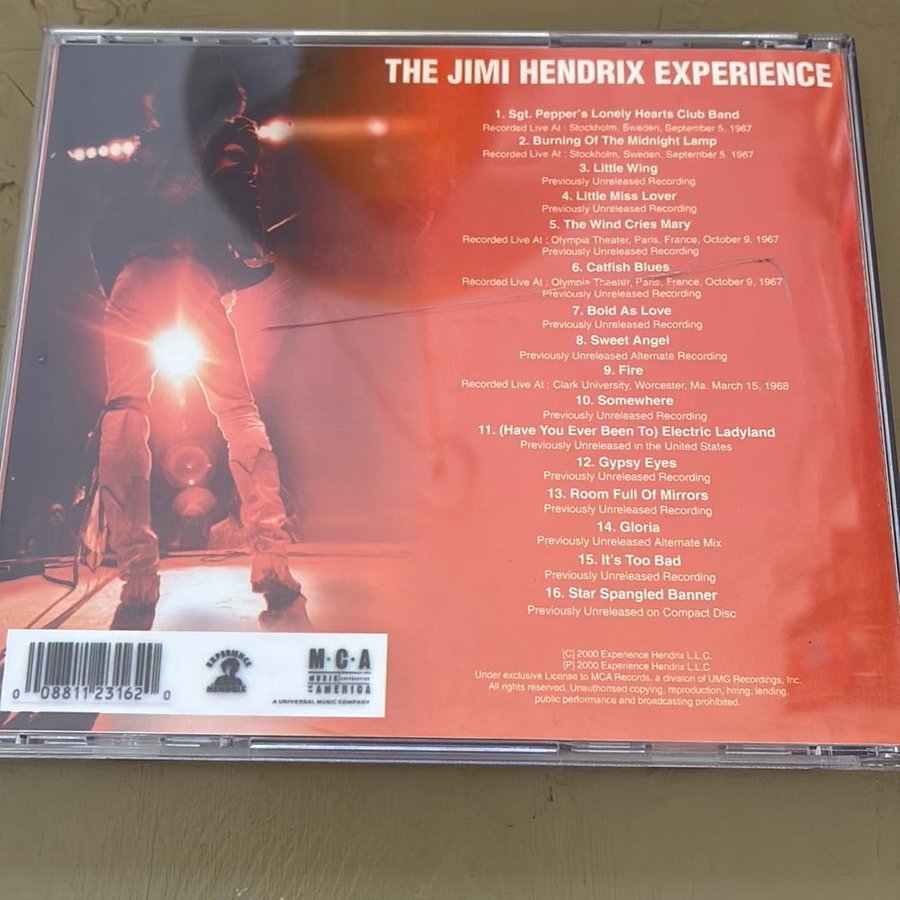 THE JIMI HENDRIX EXPERIENCE
1. Sgt. Pepper's Lonely Hearts Club Band
Recorded Live At : Stockholm, Sweden, September 5, 1967
2. Burning Of The Midnight Lamp
Recorded Live At : Stockholm, Sweden, September 5, 1967
3. Little Wing
Previously Unreleased Recording
4. Little Miss Lover
Previously Unreleased Recording
5. The Wind Cries Mary
Recorded Live At : Olympia Theater, Paris, France, October 9, 1967
Previously Unreleased Recording
6. Catfish Blues
Recorded Live At : Olympia Theater, Paris, France, October 9, 1967
Previously Unreleased Recording
7. Bold As Love
Previously Unreleased Recording
8. Sweet Angel
Previously Unreleased Alternate Recording
9. Fire
Recorded Live At : Clark University, Worcester, Ma. March 15, 1968
10. Somewhere
Previously Unreleased Recording
11. (Have You Ever Been To) Electric Ladyland
Previously Unreleased in the United States
12. Gypsy Eyes
Previously Unreleased Recording
13. Room Full Of Mirrors
Previously Unreleased Recording
14. Gloria
Previously Unreleased Alternate Mix
15. It's Too Bad
Previously Unreleased Recording
16. Star Spangled Banner
Previously Unreleased on Compact Disc
[C] 2000 Experience Hendrix L.L.C.
[P] 2000 Experience Hendrix L.L.C
Under exclusive License to MCA Records, a division of UMG Recordings, Inc.
All rights reserved. Unauthorised copying, reproduction, hiring, lending,
public performance and broadcasting prohibited.
0 08811 23162 0
EXPERIENCE
HENDRIX
M·C·A
MUSIC CORPORATION
OF AMERICA
A UNIVERSAL MUSIC COMPANY